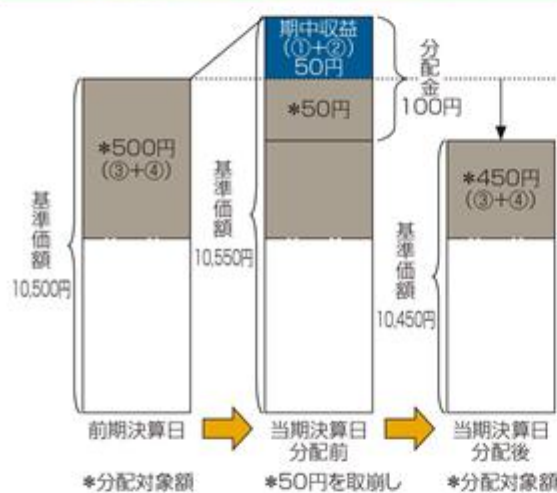 期中収益
(①+②)
50円
分配金
100円
*50円
*500円
(③+④)
*450円
(③+④)
基準価額
10,500円
基準価額
10,550円
基準価額
10,450円
前期決算日
当期決算日
分配前
当期決算日
分配後
*分配対象額
*50円を取崩し
*分配対象額